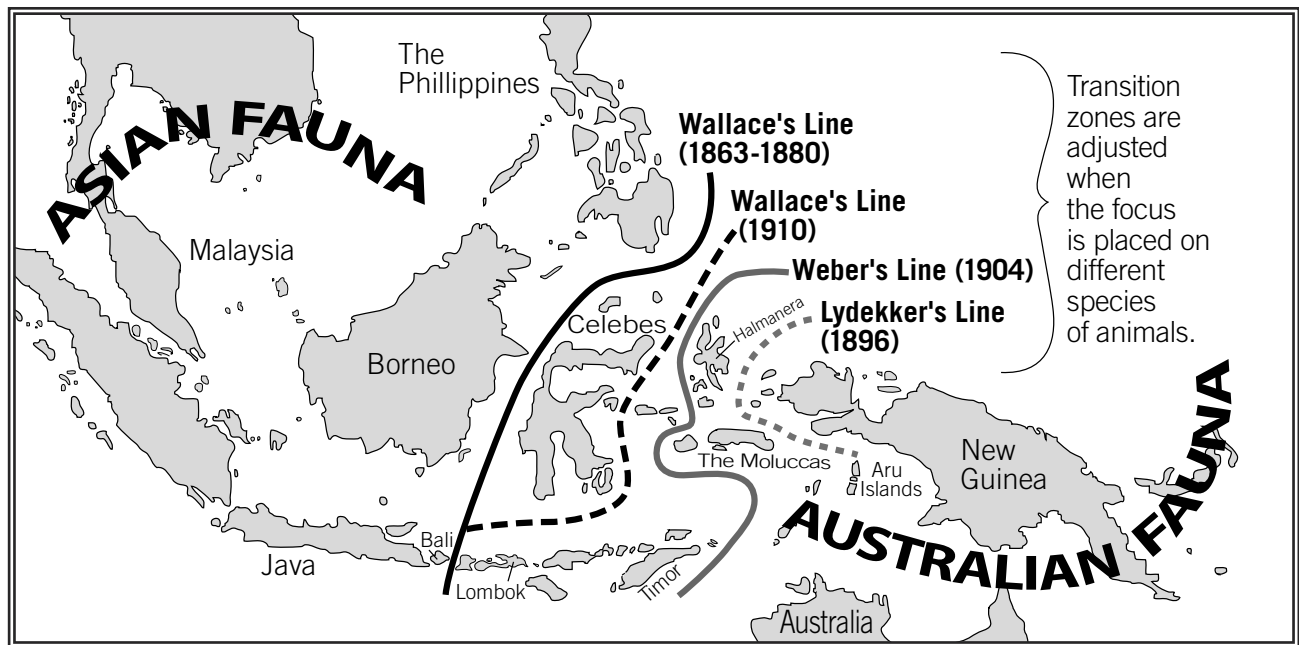 The
Phillippines
ASIAN FAUNA
Wallace's Line
(1863-1880)
Transition
zones are
adjusted
when
the focus
is placed on
different
species
of animals.
Wallace's Line
(1910)
Malaysia
Weber's Line (1904)
Halmanera
Lydekker's Line
(1896)
Celebes
Borneo
New
Guinea
The Moluccas
Aru
Islands
AUSTRALIAN FAUNA
Bali
Java
Lombok
Timor
Australia